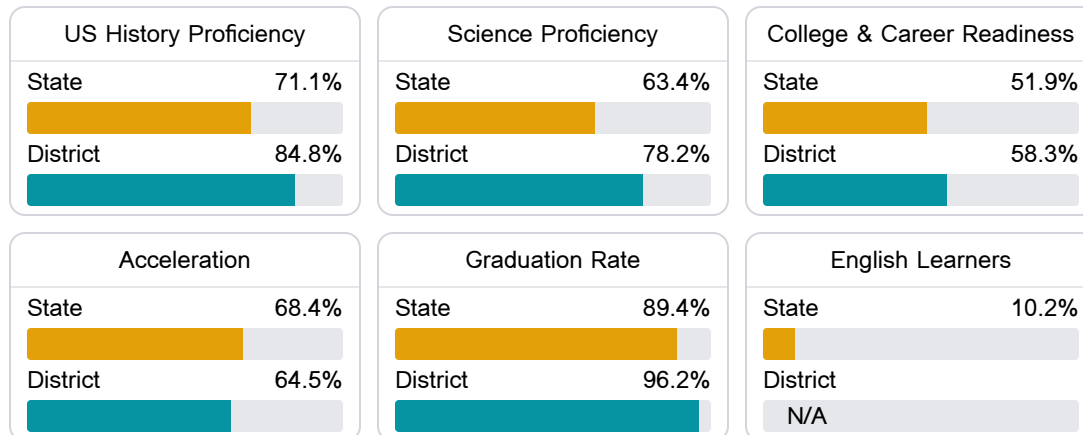 US History Proficiency
State 71.1%
District 84.8%
Science Proficiency
State 63.4%
District 78.2%
College & Career Readiness
State 51.9%
District 58.3%
Acceleration
State 68.4%
District 64.5%
Graduation Rate
State 89.4%
District 96.2%
English Learners
State 10.2%
District
N/A